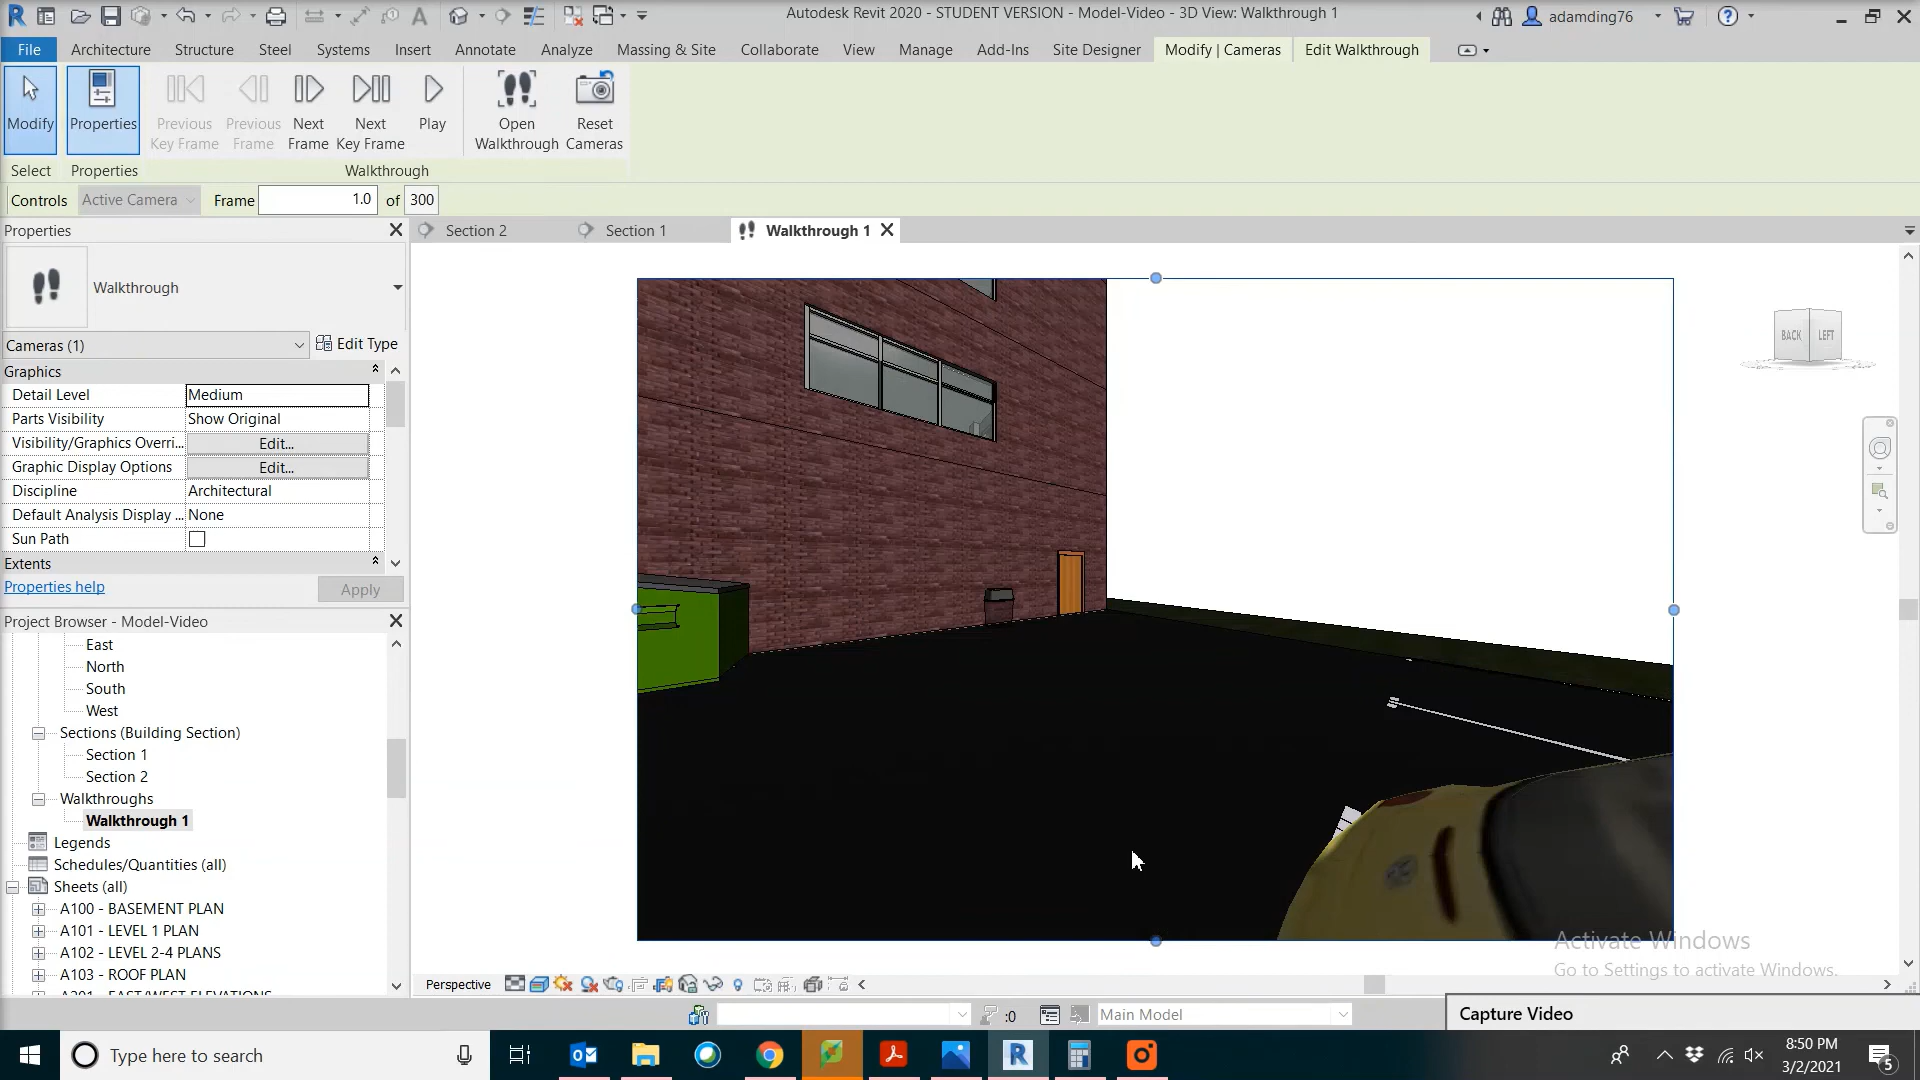 Autodesk Revit 2020 - STUDENT VERSION - Model-Video - 3D View: Walkthrough 1
adamding76
File Architecture Structure Steel Systems Insert Annotate Analyze Massing & Site Collaborate View Manage Add-Ins Site Designer Modify | Cameras Edit Walkthrough
Modify Properties Previous Key Frame Previous Frame Next Frame Next Key Frame Play Open Walkthrough Reset Cameras
Select Properties Walkthrough
Controls Active Camera Frame 1.0 of 300
Properties
Section 2 Section 1 Walkthrough 1
Walkthrough
Cameras (1) Edit Type
Graphics
Detail Level Medium
Parts Visibility Show Original
Visibility/Graphics Overri... Edit...
Graphic Display Options Edit...
Discipline Architectural
Default Analysis Display ... None
Sun Path
Extents
Properties help Apply
BACK LEFT
Project Browser - Model-Video
East
North
South
West
Sections (Building Section)
Section 1
Section 2
Walkthroughs
Walkthrough 1
Legends
Schedules/Quantities (all)
Sheets (all)
A100 - BASEMENT PLAN
A101 - LEVEL 1 PLAN
A102 - LEVEL 2-4 PLANS
A103 - ROOF PLAN
A201 - EAST/WEST ELEVATIONS
Activate Windows
Go to Settings to activate Windows.
Perspective
:0 Main Model
Capture Video
Type here to search
8:50 PM
3/2/2021
5